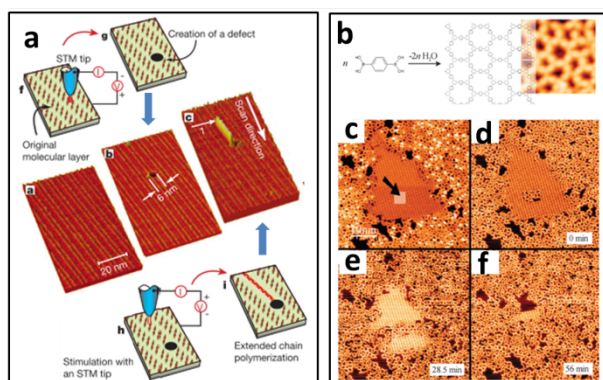 a
g
Creation of a defect
STM tip
I
V
f
Original
molecular layer
c
Scan direction
1
b
6 nm
a
20 nm
I
V
h
i
Stimulation with
an STM tip
Extended chain
polymerization
b
n
-2n H₂O
c
d
0 min
e
f
28.5 min
56 min